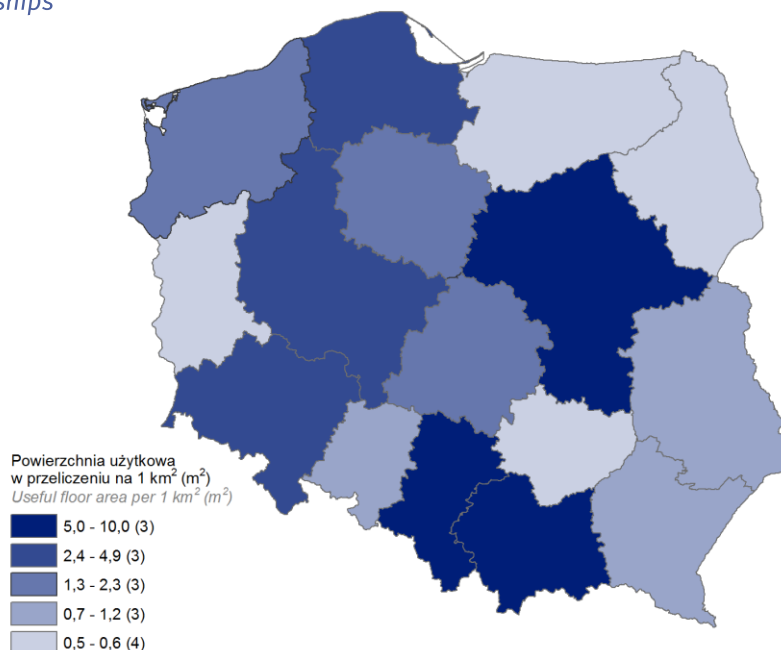 Powierzchnia użytkowa
w przeliczeniu na 1 km² (m²)
Useful floor area per 1 km² (m²)
5,0 - 10,0 (3)
2,4 - 4,9 (3)
1,3 - 2,3 (3)
0,7 - 1,2 (3)
0,5 - 0,6 (4)